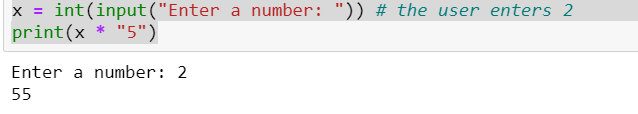 x = int(input("Enter a number: ")) # the user enters 2
print(x * "5")
Enter a number: 2
55